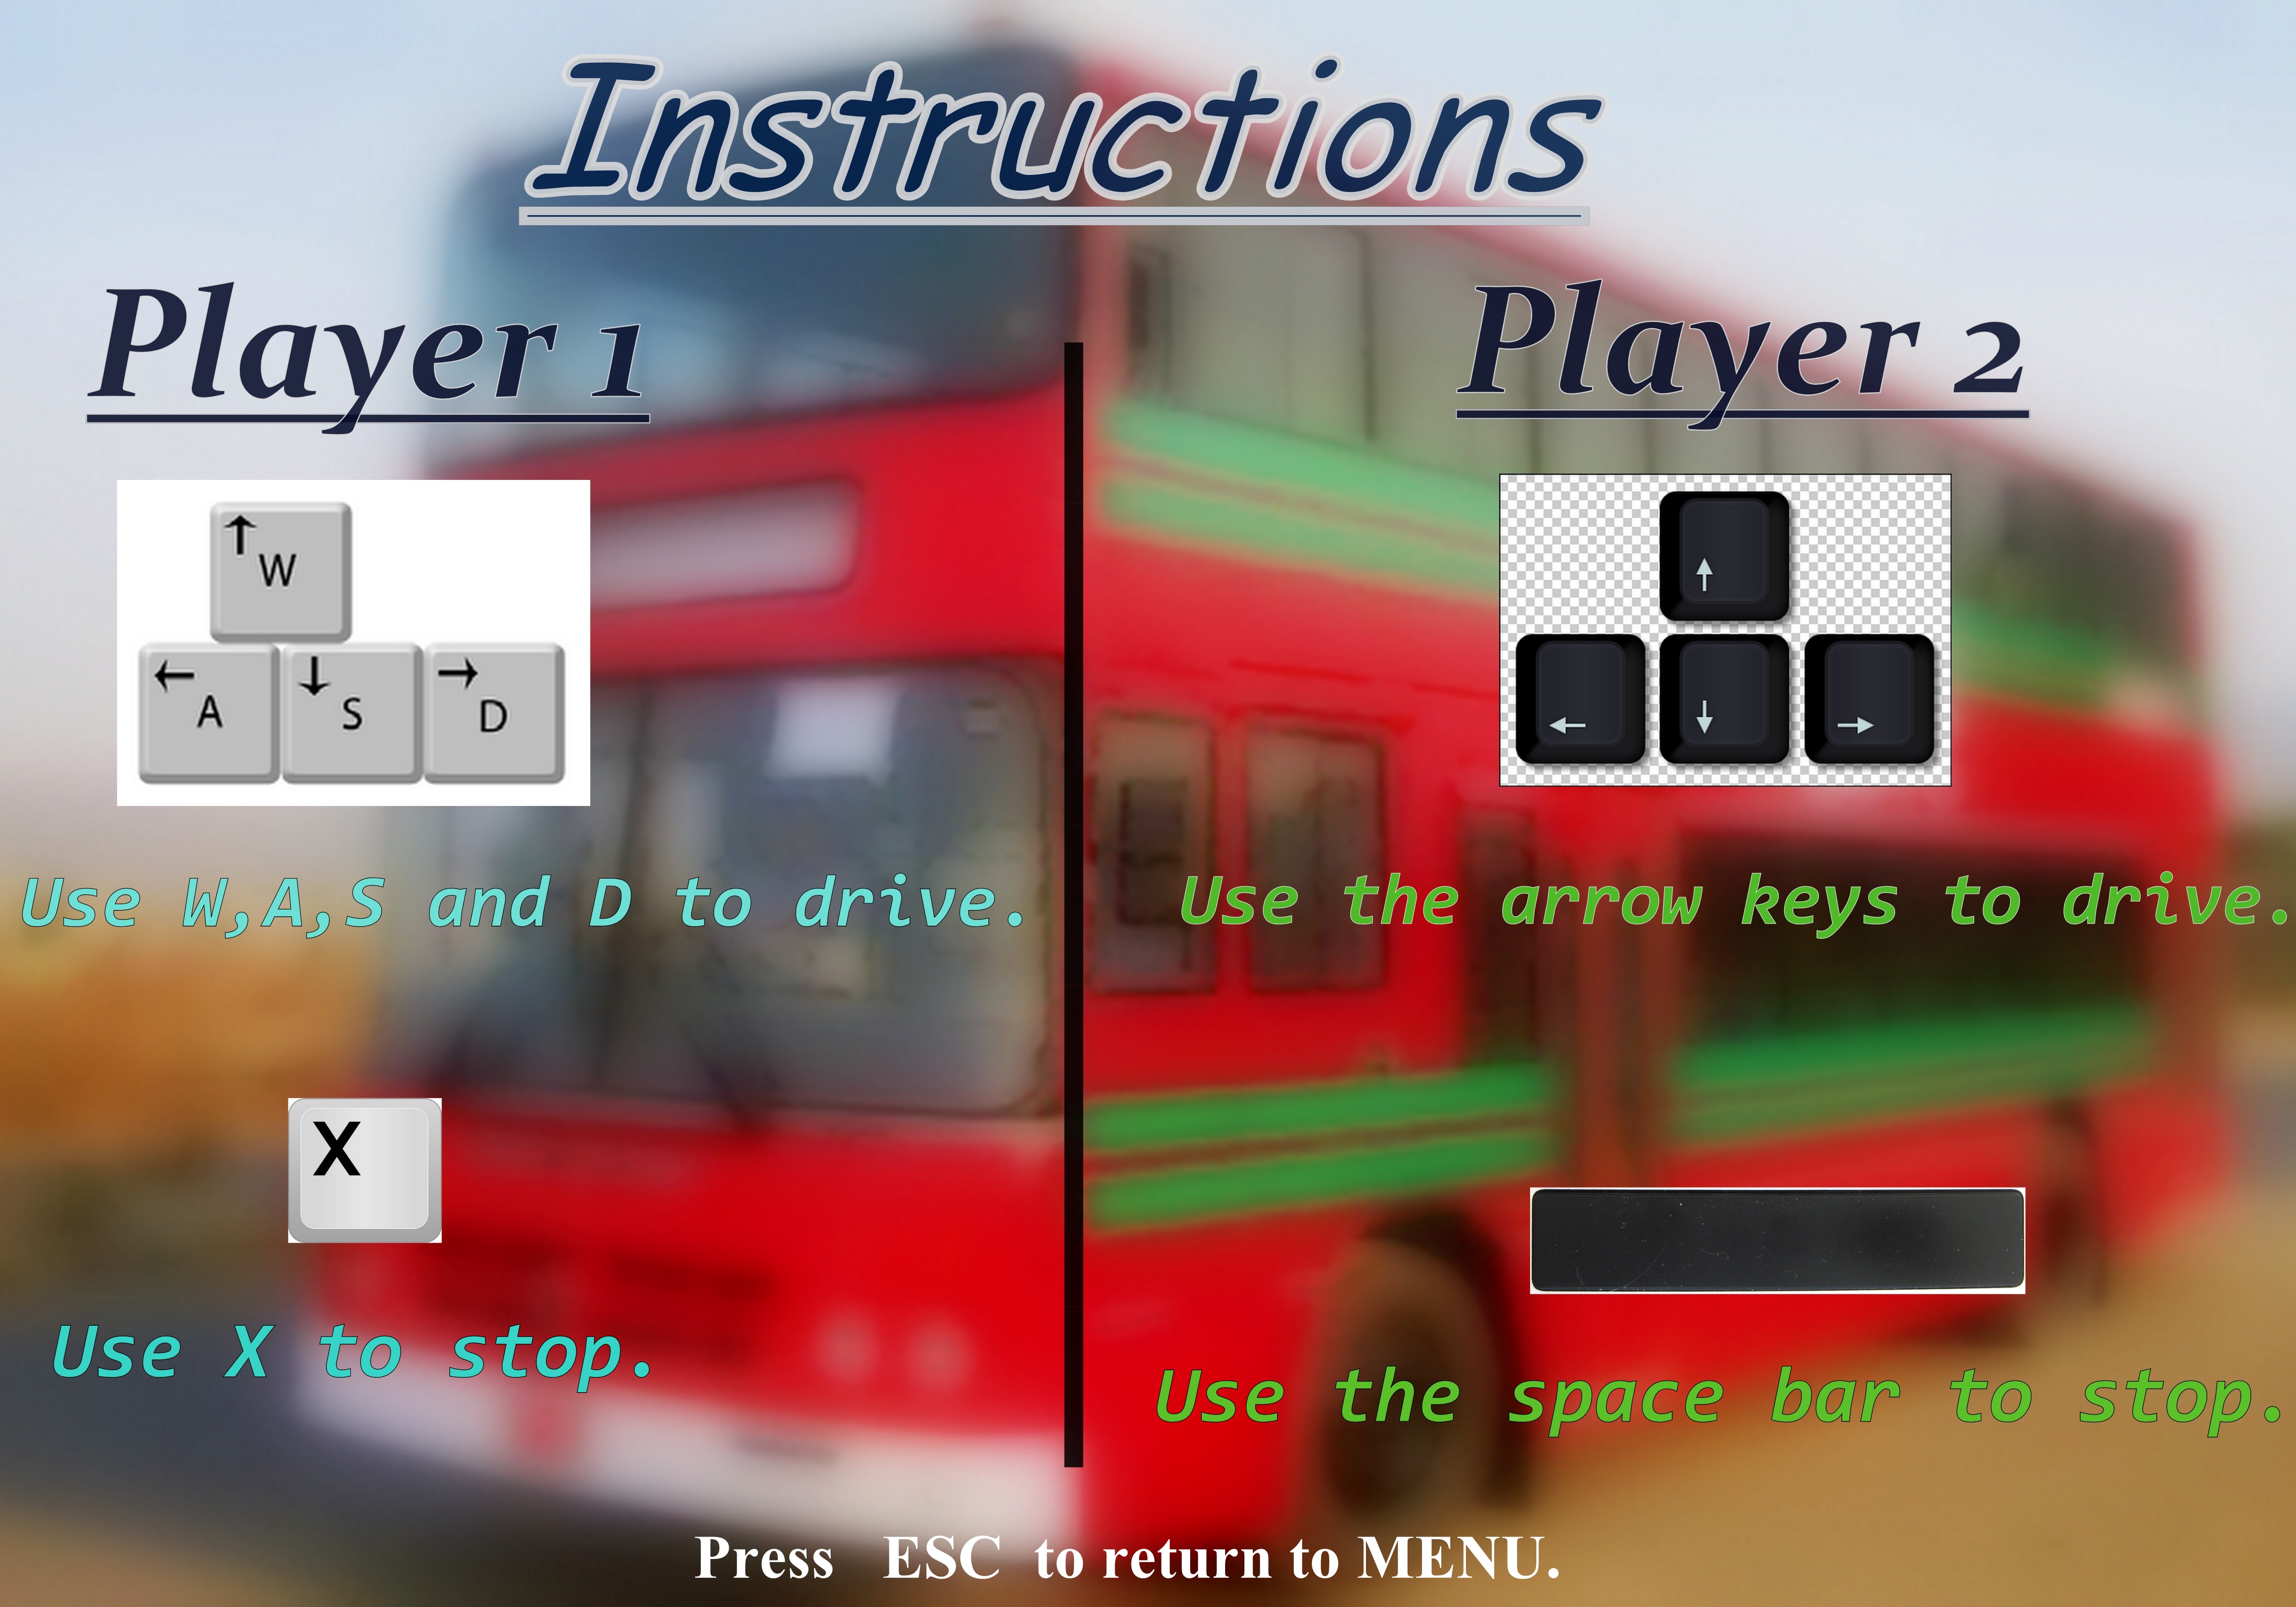 Instructions
Player 1
↑
W
← ↓ →
A S D
Use W,A,S and D to drive.
X
Use X to stop.
Player 2
↑
← ↓ →
Use the arrow keys to drive.
Use the space bar to stop.
Press ESC to return to MENU.